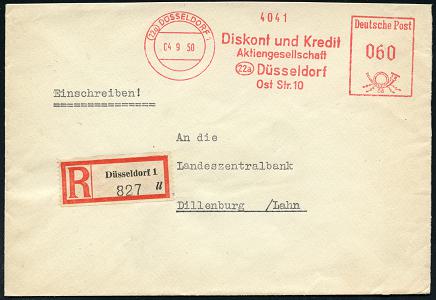 (22a) DÜSSELDORF 1
04 9 50
4041
Diskont und Kredit
Aktiengesellschaft
22a Düsseldorf
Ost Str. 10
Deutsche Post
060
Einschreiben!
An die
Landeszentralbank
Dillenburg /Lahn
R
Düsseldorf 1
827 u